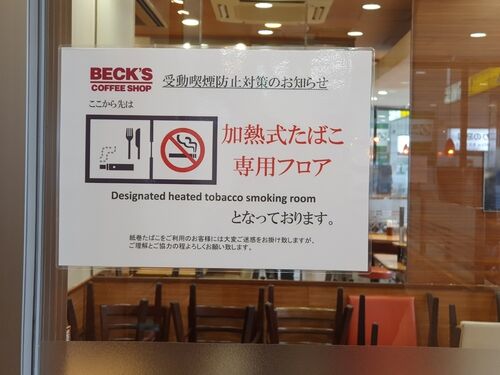 BECK'S
COFFEE SHOP
受動喫煙防止対策のお知らせ
ここから先は
加熱式たばこ
専用フロア
Designated heated tobacco smoking room
となっております。
紙巻たばこをご利用のお客様には大変ご迷惑をお掛け致しますが、
ご理解とご協力の程よろしくお願い致します。